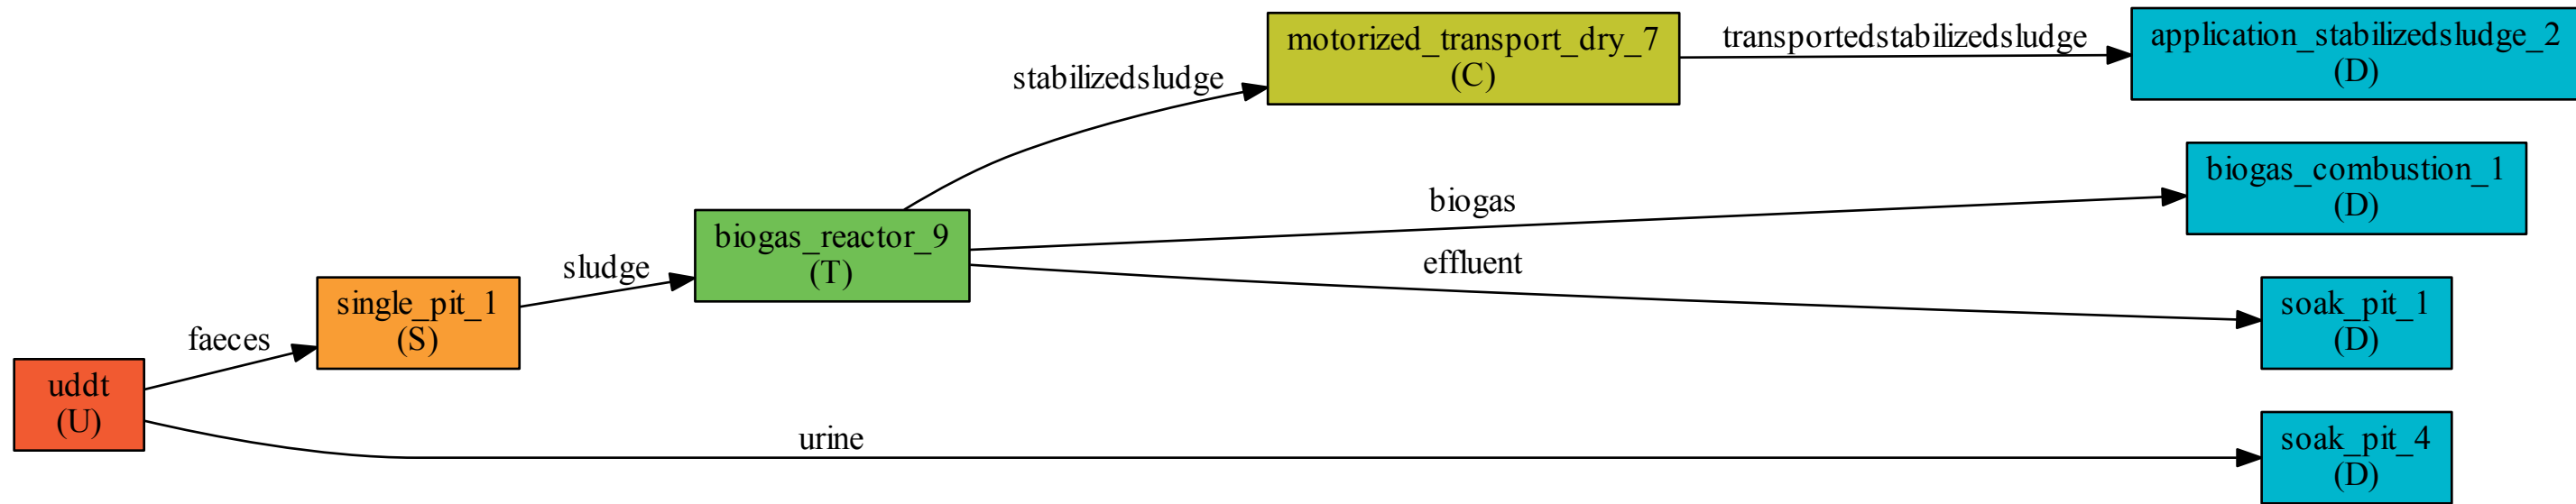 motorized_transport_dry_7
(C)
transportedstabilizedsludge
application_stabilizedsludge_2
(D)
stabilizedsludge
biogas_combustion_1
(D)
biogas
biogas_reactor_9
(T)
sludge
effluent
single_pit_1
(S)
soak_pit_1
(D)
faeces
uddt
(U)
urine
soak_pit_4
(D)